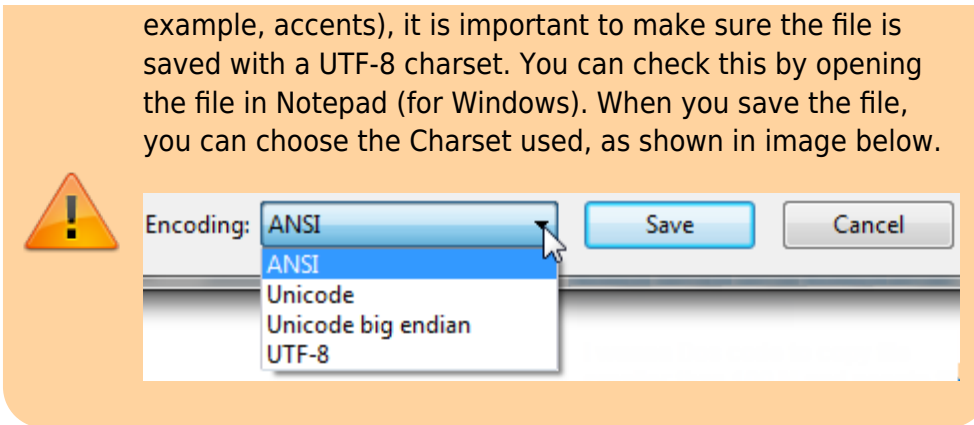 example, accents), it is important to make sure the file is
saved with a UTF-8 charset. You can check this by opening
the file in Notepad (for Windows). When you save the file,
you can choose the Charset used, as shown in image below.
Encoding: ANSI Save Cancel
ANSI
Unicode
Unicode big endian
UTF-8